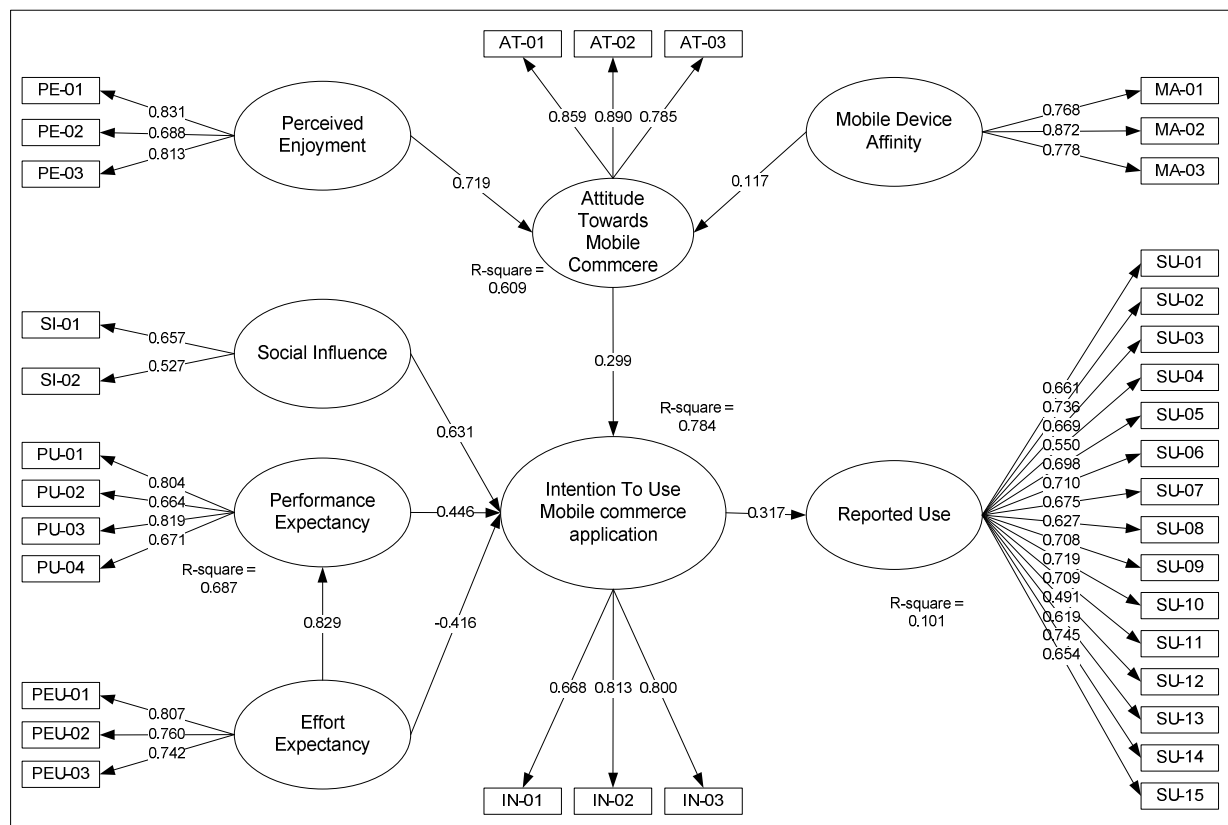 AT-01
AT-02
AT-03
0.859
0.890
0.785
PE-01
PE-02
PE-03
0.831
0.688
0.813
Perceived
Enjoyment
0.719
Mobile Device
Affinity
0.768
0.872
0.778
MA-01
MA-02
MA-03
0.117
Attitude
Towards
Mobile
Commcere
R-square =
0.609
SI-01
SI-02
0.657
0.527
Social Influence
0.631
0.299
R-square =
0.784
PU-01
PU-02
PU-03
PU-04
0.804
0.664
0.819
0.671
Performance
Expectancy
R-square =
0.687
0.446
Intention To Use
Mobile commerce
application
0.317
Reported Use
R-square =
0.101
0.829
-0.416
PEU-01
PEU-02
PEU-03
0.807
0.760
0.742
Effort
Expectancy
0.668
0.813
0.800
IN-01
IN-02
IN-03
0.661
0.736
0.669
0.550
0.698
0.710
0.675
0.627
0.708
0.719
0.709
0.491
0.619
0.745
0.654
SU-01
SU-02
SU-03
SU-04
SU-05
SU-06
SU-07
SU-08
SU-09
SU-10
SU-11
SU-12
SU-13
SU-14
SU-15